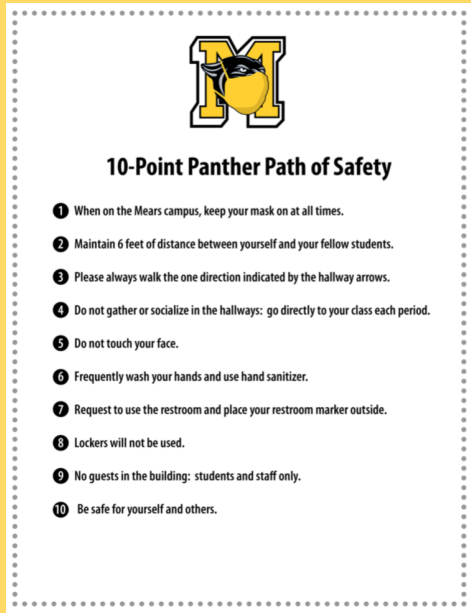 M
10-Point Panther Path of Safety
1 When on the Mears campus, keep your mask on at all times.
2 Maintain 6 feet of distance between yourself and your fellow students.
3 Please always walk the one direction indicated by the hallway arrows.
4 Do not gather or socialize in the hallways: go directly to your class each period.
5 Do not touch your face.
6 Frequently wash your hands and use hand sanitizer.
7 Request to use the restroom and place your restroom marker outside.
8 Lockers will not be used.
9 No guests in the building: students and staff only.
10 Be safe for yourself and others.